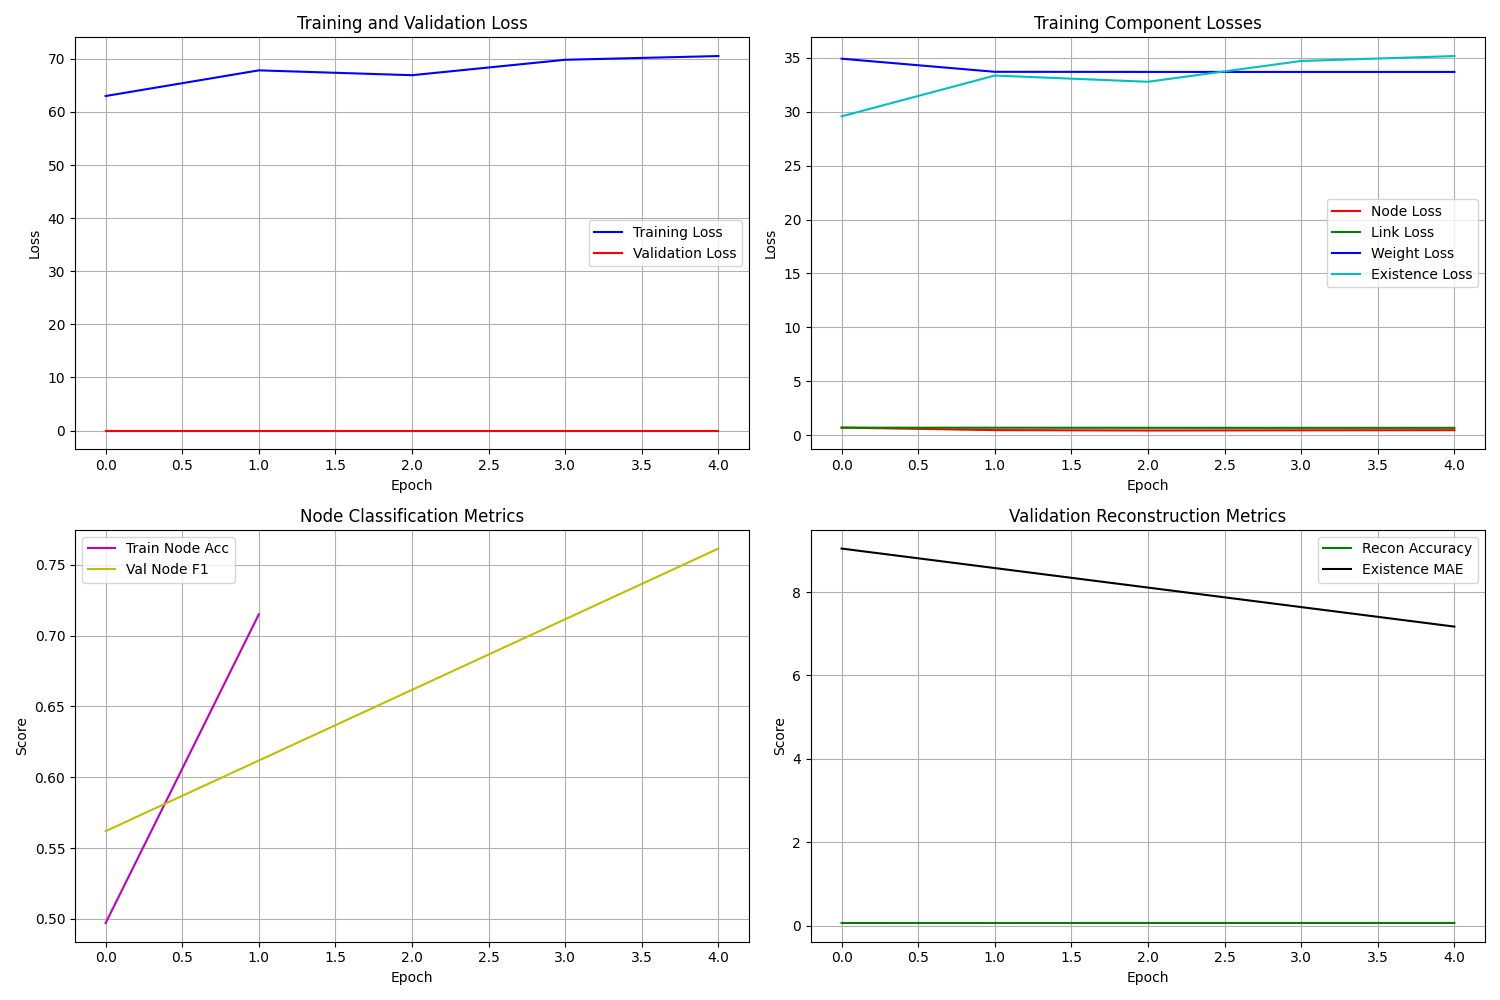 Training and Validation Loss
Loss
70
60
50
40
30
20
10
0
Training Loss
Validation Loss
0.0 0.5 1.0 1.5 2.0 2.5 3.0 3.5 4.0
Epoch
Training Component Losses
Loss
35
30
25
20
15
10
5
0
Node Loss
Link Loss
Weight Loss
Existence Loss
0.0 0.5 1.0 1.5 2.0 2.5 3.0 3.5 4.0
Epoch
Node Classification Metrics
Score
0.75
0.70
0.65
0.60
0.55
0.50
Train Node Acc
Val Node F1
0.0 0.5 1.0 1.5 2.0 2.5 3.0 3.5 4.0
Epoch
Validation Reconstruction Metrics
Score
8
6
4
2
0
Recon Accuracy
Existence MAE
0.0 0.5 1.0 1.5 2.0 2.5 3.0 3.5 4.0
Epoch